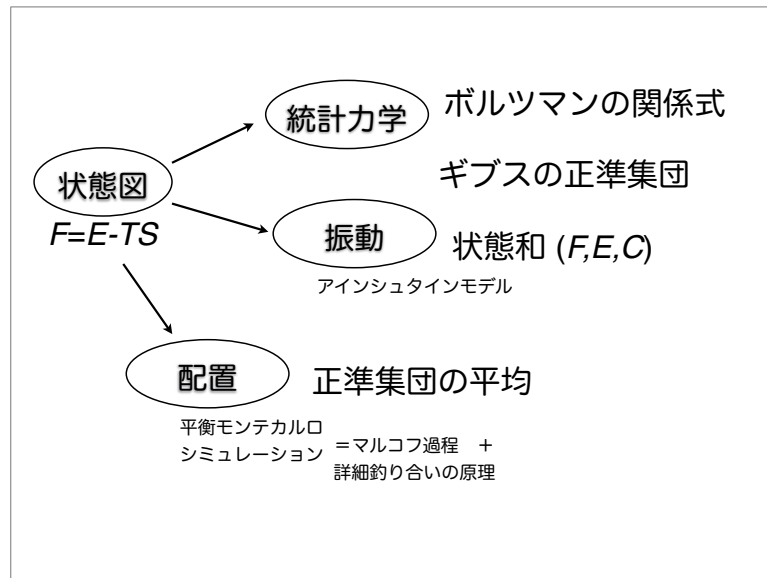 統計力学
ボルツマンの関係式
ギブスの正準集団
状態図
F=E-TS
振動
状態和 (F,E,C)
アインシュタインモデル
配置
正準集団の平均
平衡モンテカルロ
シミュレーション
=マルコフ過程 +
詳細釣り合いの原理